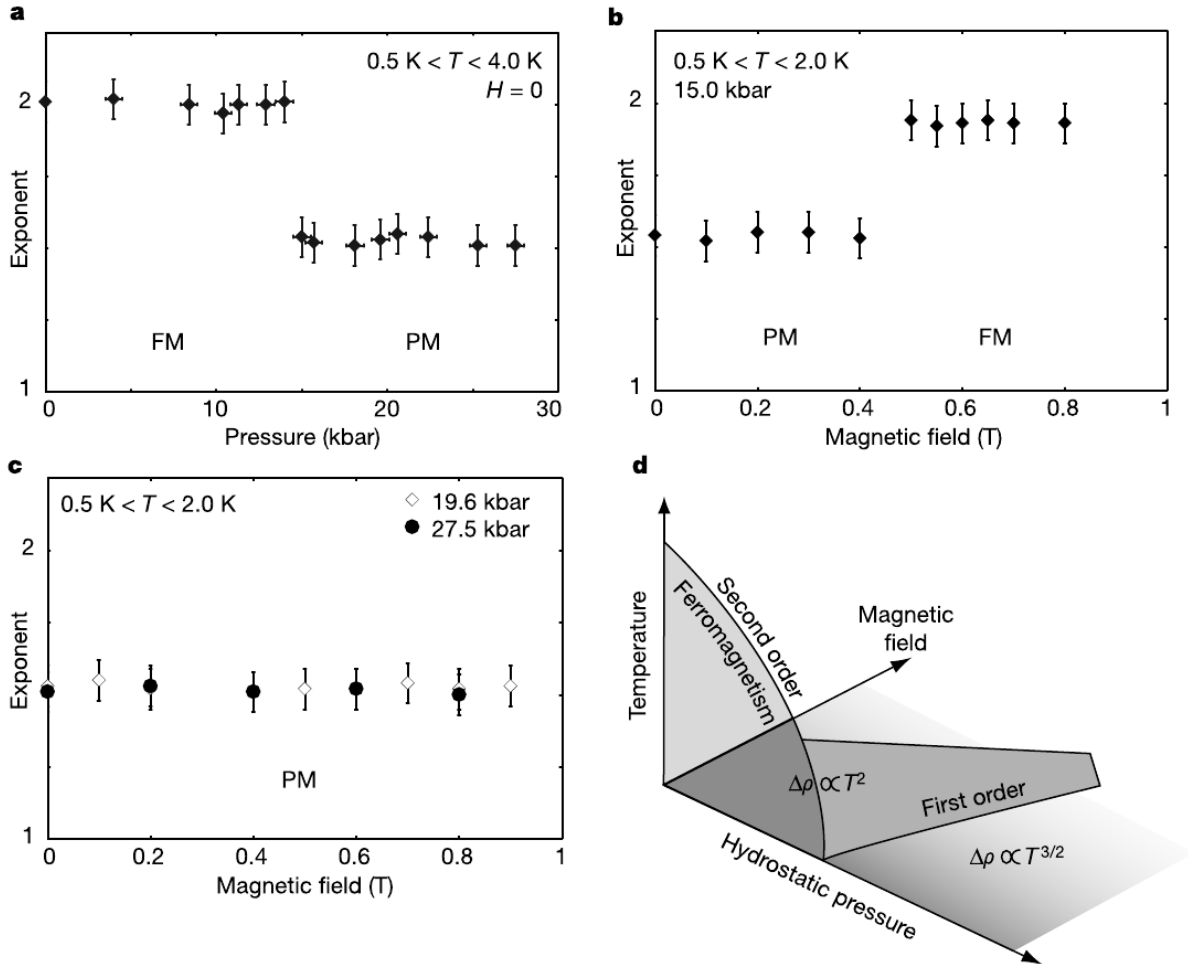 a
0.5 K < T < 4.0 K
H = 0
2
Exponent
FM
PM
1
0
10
20
30
Pressure (kbar)
b
0.5 K < T < 2.0 K
15.0 kbar
2
Exponent
PM
FM
1
0
0.2
0.4
0.6
0.8
1
Magnetic field (T)
c
0.5 K < T < 2.0 K
19.6 kbar
27.5 kbar
2
Exponent
PM
1
0
0.2
0.4
0.6
0.8
1
Magnetic field (T)
d
Temperature
Second order
Ferromagnetism
Magnetic
field
Δρ ∝ T²
First order
Δρ ∝ T³/²
Hydrostatic pressure